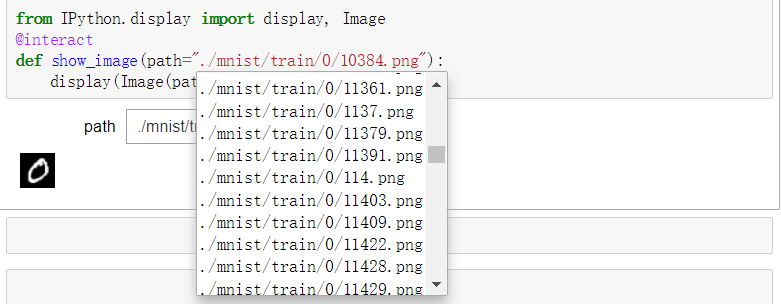 from IPython.display import display, Image
@interact
def show_image(path="./mnist/train/0/10384.png"):
display(Image(pat
./mnist/train/0/11361.png
./mnist/train/0/1137.png
./mnist/train/0/11379.png
./mnist/train/0/11391.png
./mnist/train/0/114.png
./mnist/train/0/11403.png
./mnist/train/0/11409.png
./mnist/train/0/11422.png
./mnist/train/0/11428.png
./mnist/train/0/11429.png
path ./mnist/t
0